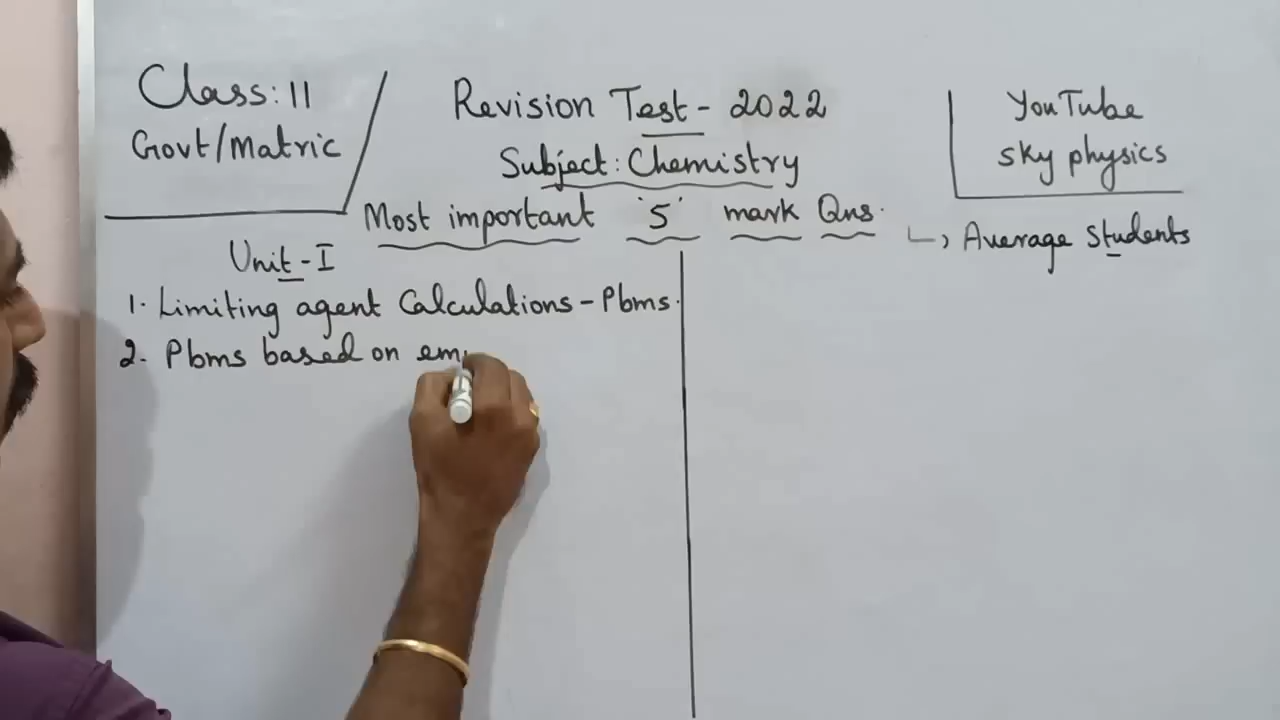 Class: 11
Govt/Matric
Revision Test - 2022
Subject: Chemistry
Most important '5' mark Qns.
YouTube
sky physics
↳ Average Students
Unit - I
1. Limiting agent Calculations - Pbms.
2. Pbms based on em